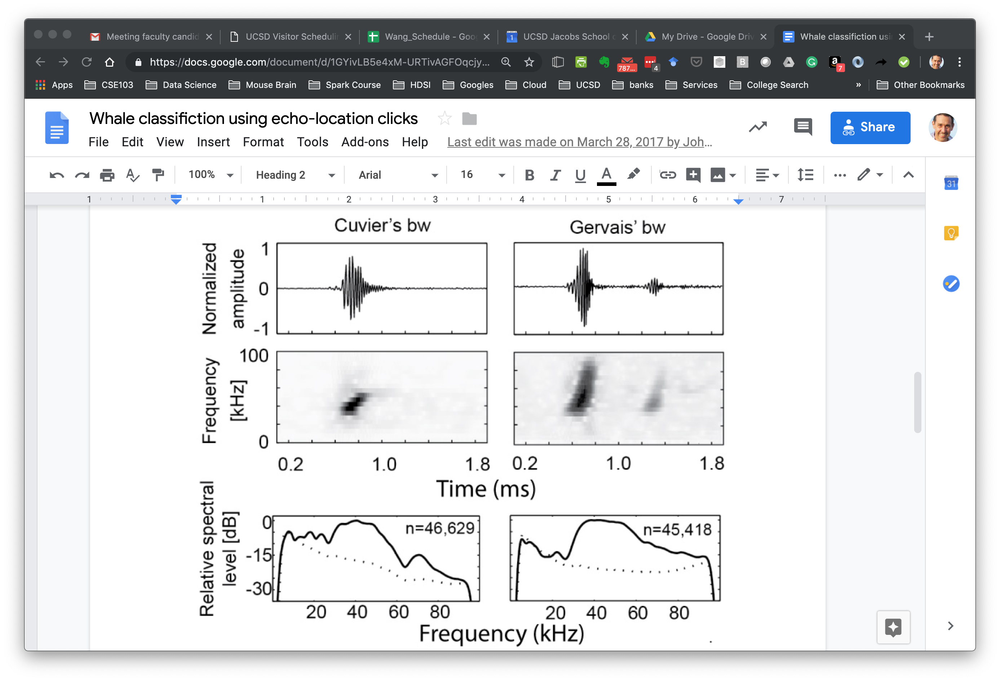 Meeting faculty candid
UCSD Visitor Schedulin
Wang_Schedule - Goog
1
UCSD Jacobs School o
My Drive - Google Driv
Whale classifiction usin
https://docs.google.com/document/d/1GYivLB5e4xM-URTivAGFOqcjy...
787...
4
B
G
a
7
Apps
CSE103
Data Science
Mouse Brain
Spark Course
HDSI
Googles
Cloud
UCSD
banks
Services
College Search
»
Other Bookmarks
Whale classifiction using echo-location clicks
File Edit View Insert Format Tools Add-ons Help
Last edit was made on March 28, 2017 by Joh...
Share
100%
Heading 2
Arial
16
B I U A
31
1 1 2 3 4 5 6 7
Cuvier's bw
Gervais' bw
Normalized
amplitude
1
0
-1
Frequency
[kHz]
100
0
0.2 1.0 1.8
0.2 1.0 1.8
Time (ms)
Relative spectral
level [dB]
0
-15
-30
n=46,629
n=45,418
20 40 60 80
20 40 60 80
Frequency (kHz)
.